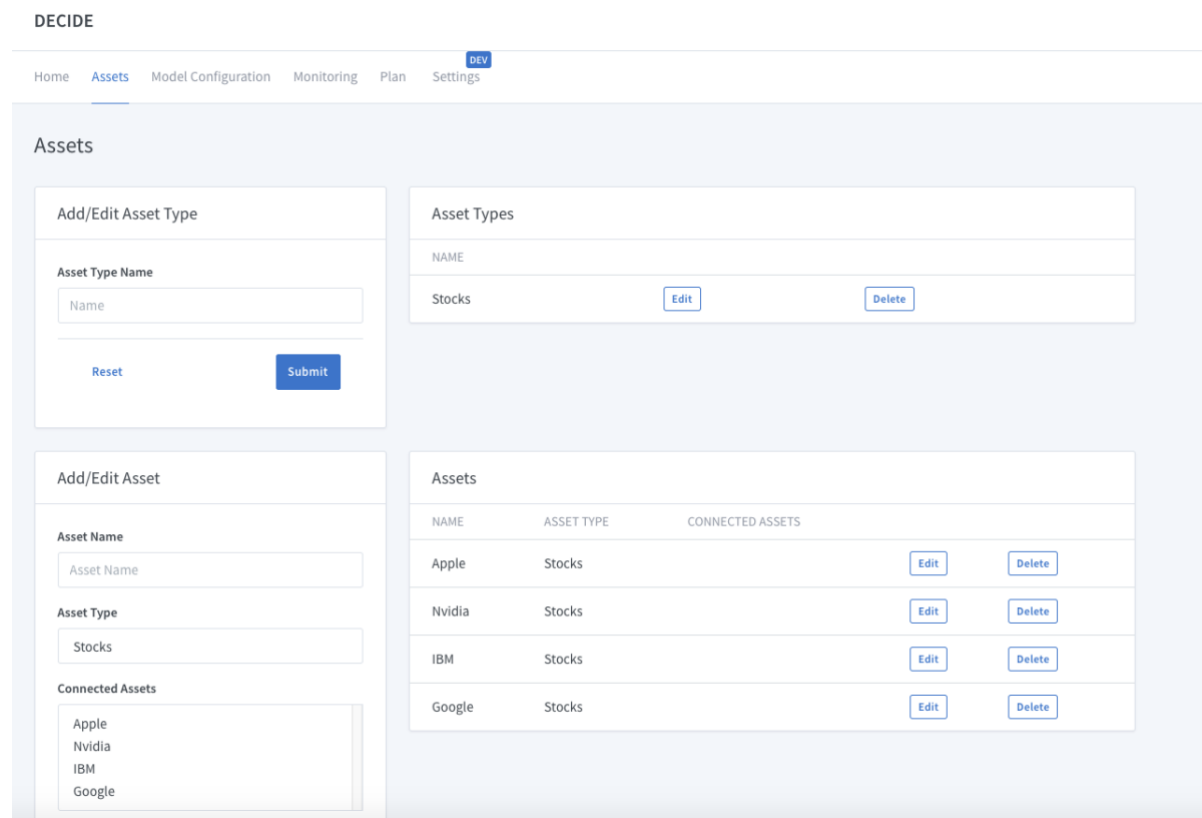 DECIDE
DEV
Home Assets Model Configuration Monitoring Plan Settings
Assets
Add/Edit Asset Type
Asset Type Name
Name
Reset Submit
Asset Types
NAME
Stocks Edit Delete
Add/Edit Asset
Asset Name
Asset Name
Asset Type
Stocks
Connected Assets
Apple
Nvidia
IBM
Google
Assets
NAME ASSET TYPE CONNECTED ASSETS
Apple Stocks Edit Delete
Nvidia Stocks Edit Delete
IBM Stocks Edit Delete
Google Stocks Edit Delete